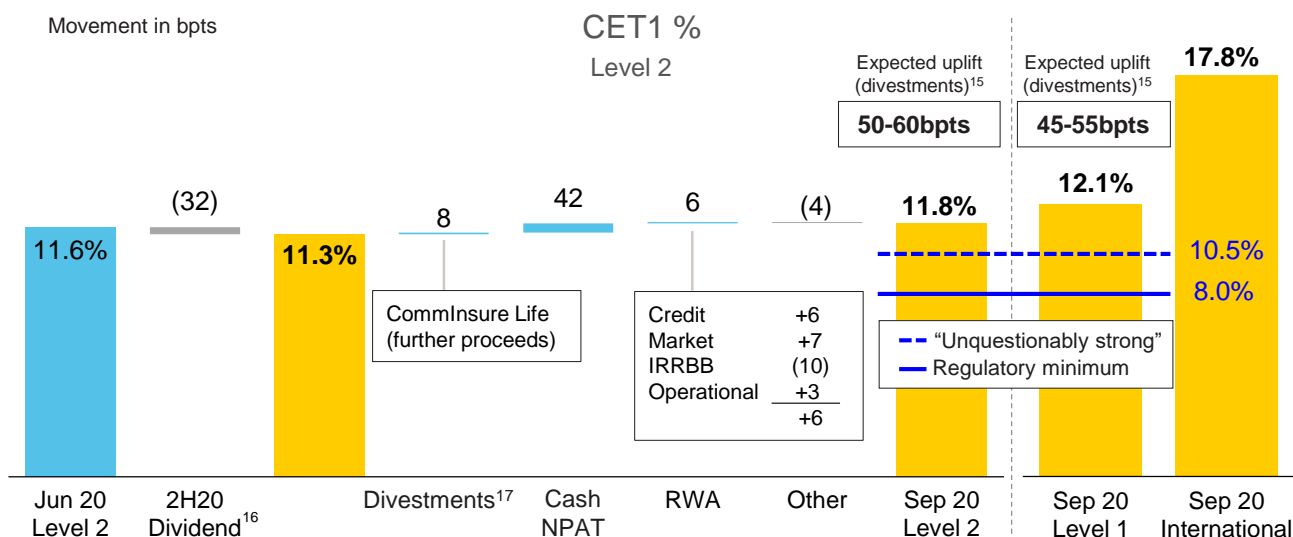 Movement in bpts
CET1 %
Level 2
Expected uplift
(divestments)15
50-60bpts
Expected uplift
(divestments)15
45-55bpts
17.8%
11.6%
(32)
11.3%
8
42
6
(4)
11.8%
12.1%
10.5%
8.0%
CommInsure Life
(further proceeds)
Credit +6
Market +7
IRRBB (10)
Operational +3
+6
“Unquestionably strong”
Regulatory minimum
Jun 20
Level 2
2H20
Dividend16
Divestments17
Cash
NPAT
RWA
Other
Sep 20
Level 2
Sep 20
Level 1
Sep 20
International